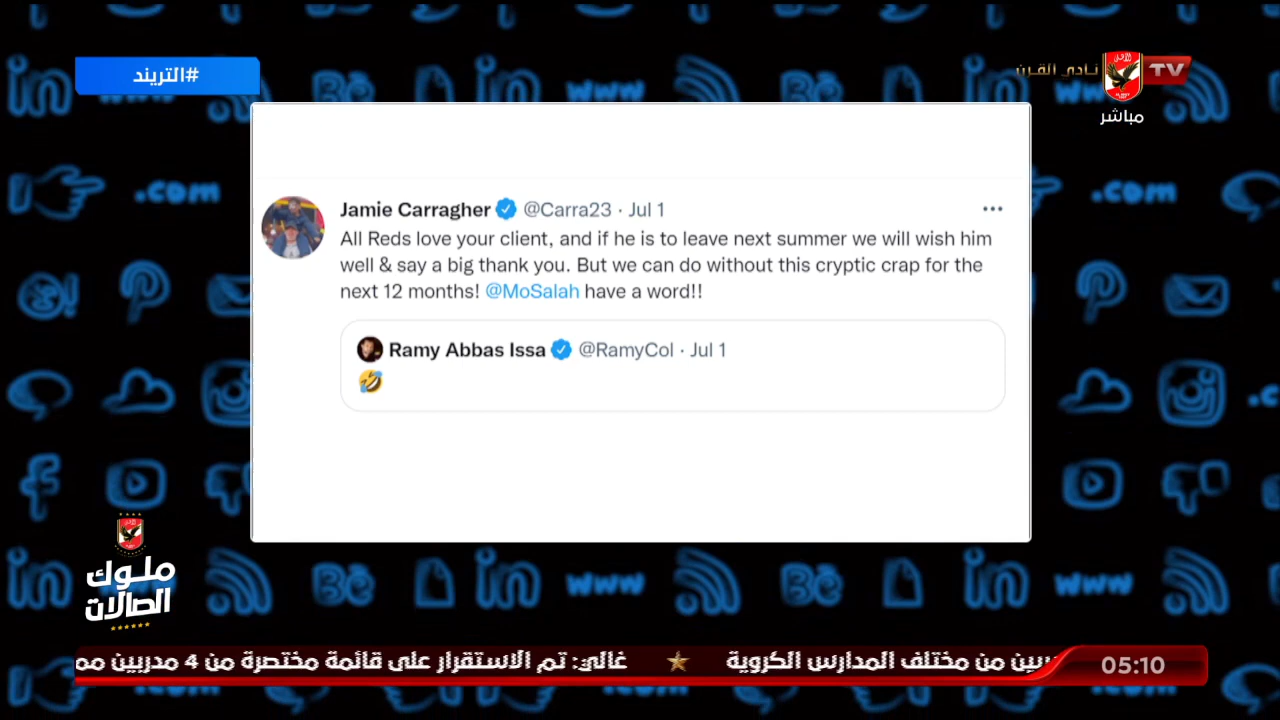 #التريند
نادي القرن
TV
مباشر
Jamie Carragher @Carra23 · Jul 1
All Reds love your client, and if he is to leave next summer we will wish him
well & say a big thank you. But we can do without this cryptic crap for the
next 12 months! @MoSalah have a word!!
Ramy Abbas Issa @RamyCol · Jul 1
🤣
ملوك
الصالات
من مختلف المدارس الكروية ★ غالي: تم الاستقرار على قائمة مختصرة من 4 مدربين
05:10